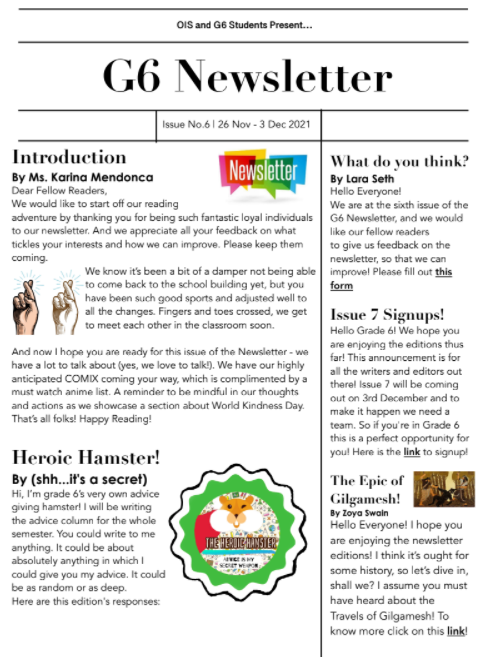 OIS and G6 Students Present...
G6 Newsletter
Issue No.6 | 26 Nov - 3 Dec 2021
Introduction
By Ms. Karina Mendonca
Dear Fellow Readers,
We would like to start off our reading
adventure by thanking you for being such fantastic loyal individuals
to our newsletter. And we appreciate all your feedback on what
tickles your interests and how we can improve. Please keep them
coming.
Newsletter
We know it's been a bit of a damper not being able
to come back to the school building yet, but you
have been such good sports and adjusted well to
all the changes. Fingers and toes crossed, we get
to meet each other in the classroom soon.
And now I hope you are ready for this issue of the Newsletter - we
have a lot to talk about (yes, we love to talk!). We have our highly
anticipated COMIX coming your way, which is complimented by a
must watch anime list. A reminder to be mindful in our thoughts
and actions as we showcase a section about World Kindness Day.
That's all folks! Happy Reading!
Heroic Hamster!
By (shh...it's a secret)
Hi, I'm grade 6's very own advice
giving hamster! I will be writing
the advice column for the whole
semester. You could write to me
anything. It could be about
absolutely anything in which I
could give you my advice. It could
be as random or as deep.
Here are this edition's responses:
THE HEROIC HAMSTER
ADVICE IS MY
SECRET WEAPON
What do you think?
By Lara Seth
Hello Everyone!
We are at the sixth issue of the
G6 Newsletter, and we would
like our fellow readers
to give us feedback on the
newsletter, so that we can
improve! Please fill out this
form
Issue 7 Signups!
Hello Grade 6! We hope you
are enjoying the editions thus
far! This announcement is for
all the writers and editors out
there! Issue 7 will be coming
out on 3rd December and to
make it happen we need a
team. So if you're in Grade 6
this is a perfect opportunity for
you! Here is the link to signup!
The Epic of
Gilgamesh!
By Zoya Swain
Hello Everyone! I hope you
are enjoying the newsletter
editions! I think it's ought for
some history, so let's dive in,
shall we? I assume you must
have heard about the
Travels of Gilgamesh! To
know more click on this link!